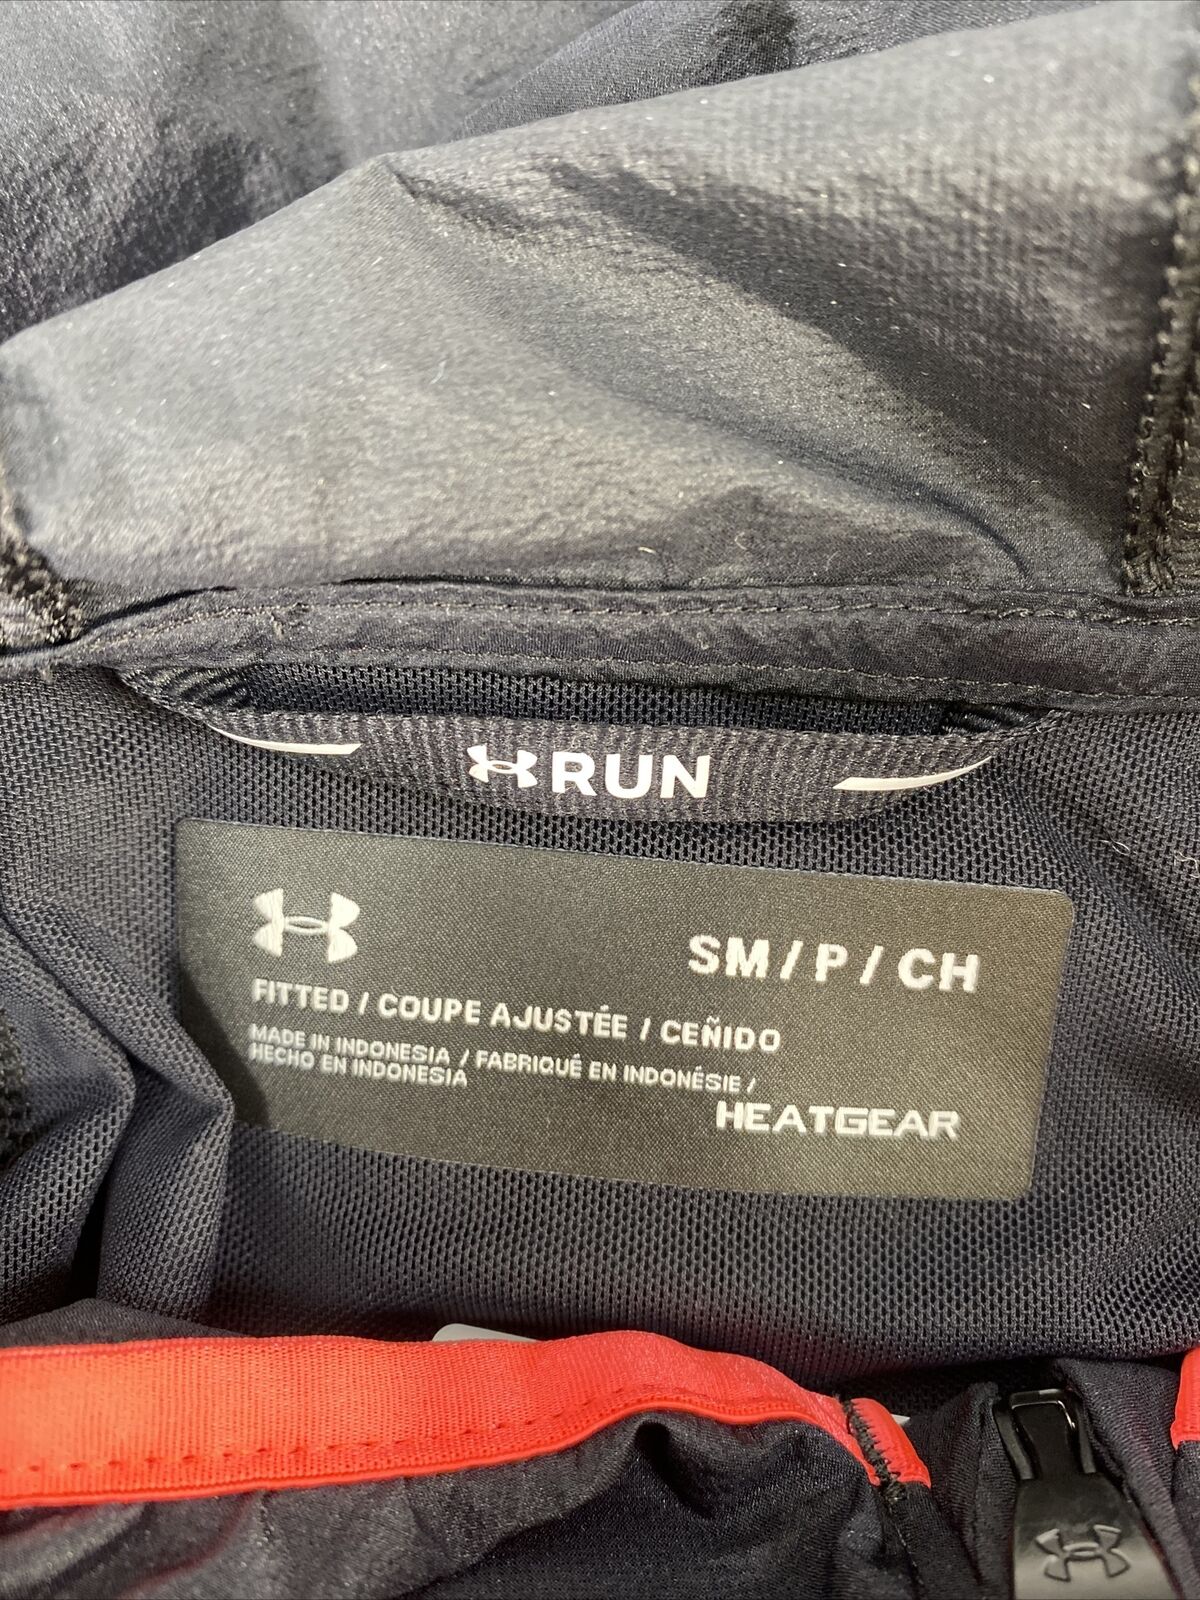 RUN
SM / P / CH
FITTED / COUPE AJUSTÉE / CEÑIDO
MADE IN INDONESIA / FABRIQUÉ EN INDONÉSIE /
HECHO EN INDONESIA
HEATGEAR